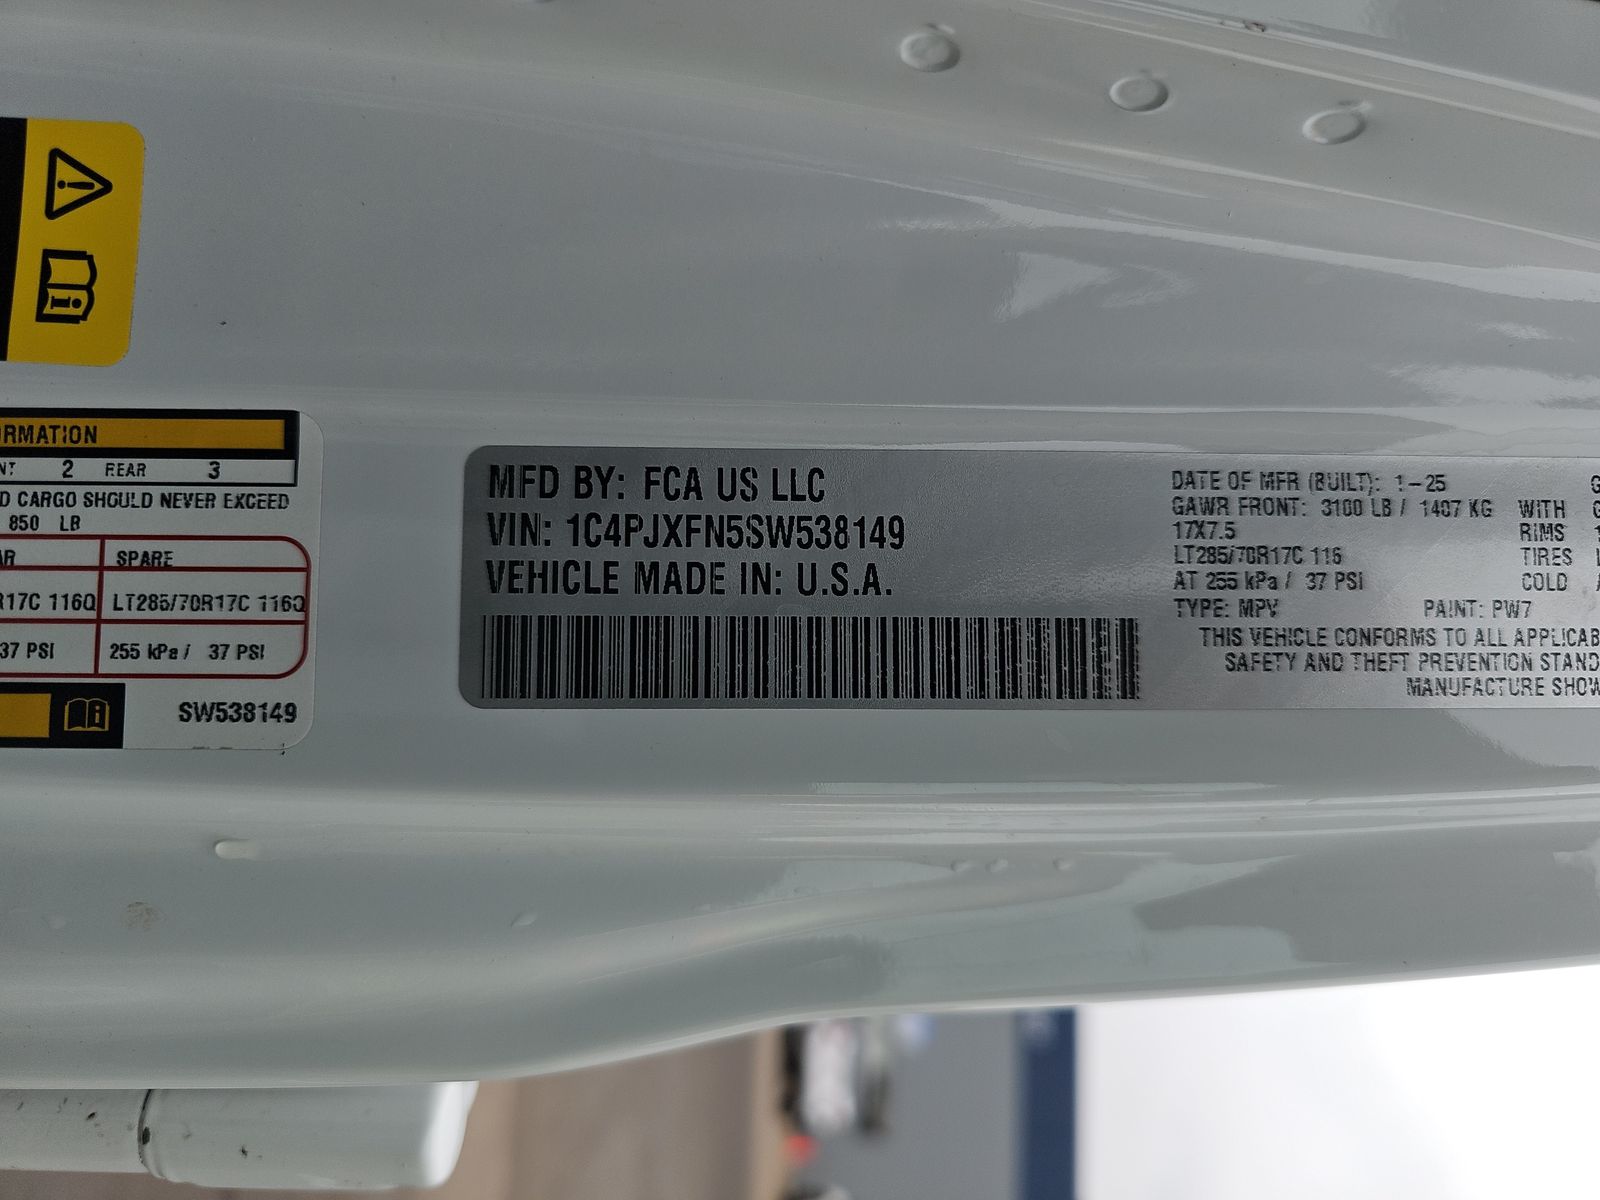 RMATION
NT 2 REAR 3
D CARGO SHOULD NEVER EXCEED
850 LB
AR SPARE
R17C 116Q LT285/70R17C 116Q
37 PSI 255 kPa / 37 PSI
SW538149
MFD BY: FCA US LLC
VIN: 1C4PJXFN5SW538149
VEHICLE MADE IN: U.S.A.
DATE OF MFR (BUILT): 1-25 G
GAWR FRONT: 3100 LB / 1407 KG WITH
17X7.5 RIMS
LT285/70R17C 116 TIRES
AT 255 kPa / 37 PSI COLD
TYPE: MPV PAINT: PW7
THIS VEHICLE CONFORMS TO ALL APPLICAB
SAFETY AND THEFT PREVENTION STAND
MANUFACTURE SHOW